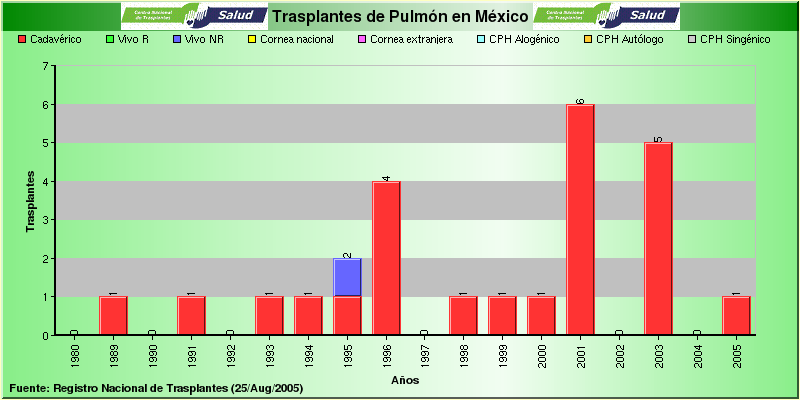 Centro Nacional de Trasplantes Salud Trasplantes de Pulmón en México Centro Nacional de Trasplantes Salud
Cadavérico Vivo R Vivo NR Cornea nacional Cornea extranjera CPH Alogénico CPH Autólogo CPH Singénico
Trasplantes
7
6
5
4
3
2
1
0
0 1 0 1 0 1 1 2 4 0 1 1 1 6 0 5 0 1
1980 1989 1990 1991 1992 1993 1994 1995 1996 1997 1998 1999 2000 2001 2002 2003 2004 2005
Años
Fuente: Registro Nacional de Trasplantes (25/Aug/2005)